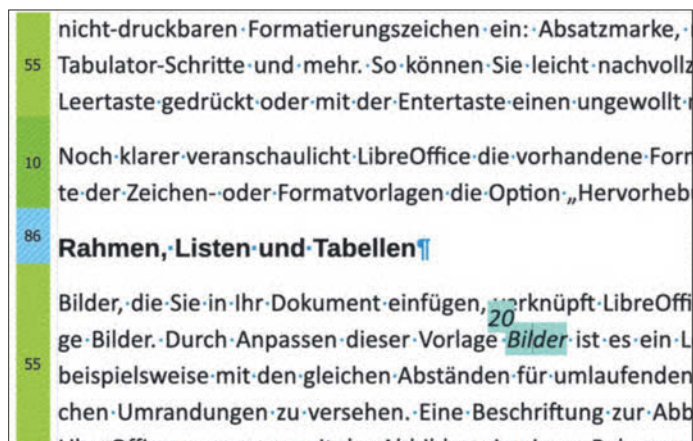 nicht-druckbaren Formatierungszeichen ein: Absatzmarke,
55
Tabulator-Schritte und mehr. So können Sie leicht nachvollz
Leertaste gedrückt oder mit der Entertaste einen ungewollt
10
Noch klarer veranschaulicht LibreOffice die vorhandene Form
te der Zeichen- oder Formatvorlagen die Option „Hervorheb
86
Rahmen, Listen und Tabellen¶
Bilder, die Sie in Ihr Dokument einfügen, verknüpft LibreOffi
20
ge Bilder. Durch Anpassen dieser Vorlage Bilder ist es ein L
55
beispielsweise mit den gleichen Abständen für umlaufenden
chen Umrandungen zu versehen. Eine Beschriftung zur Abb